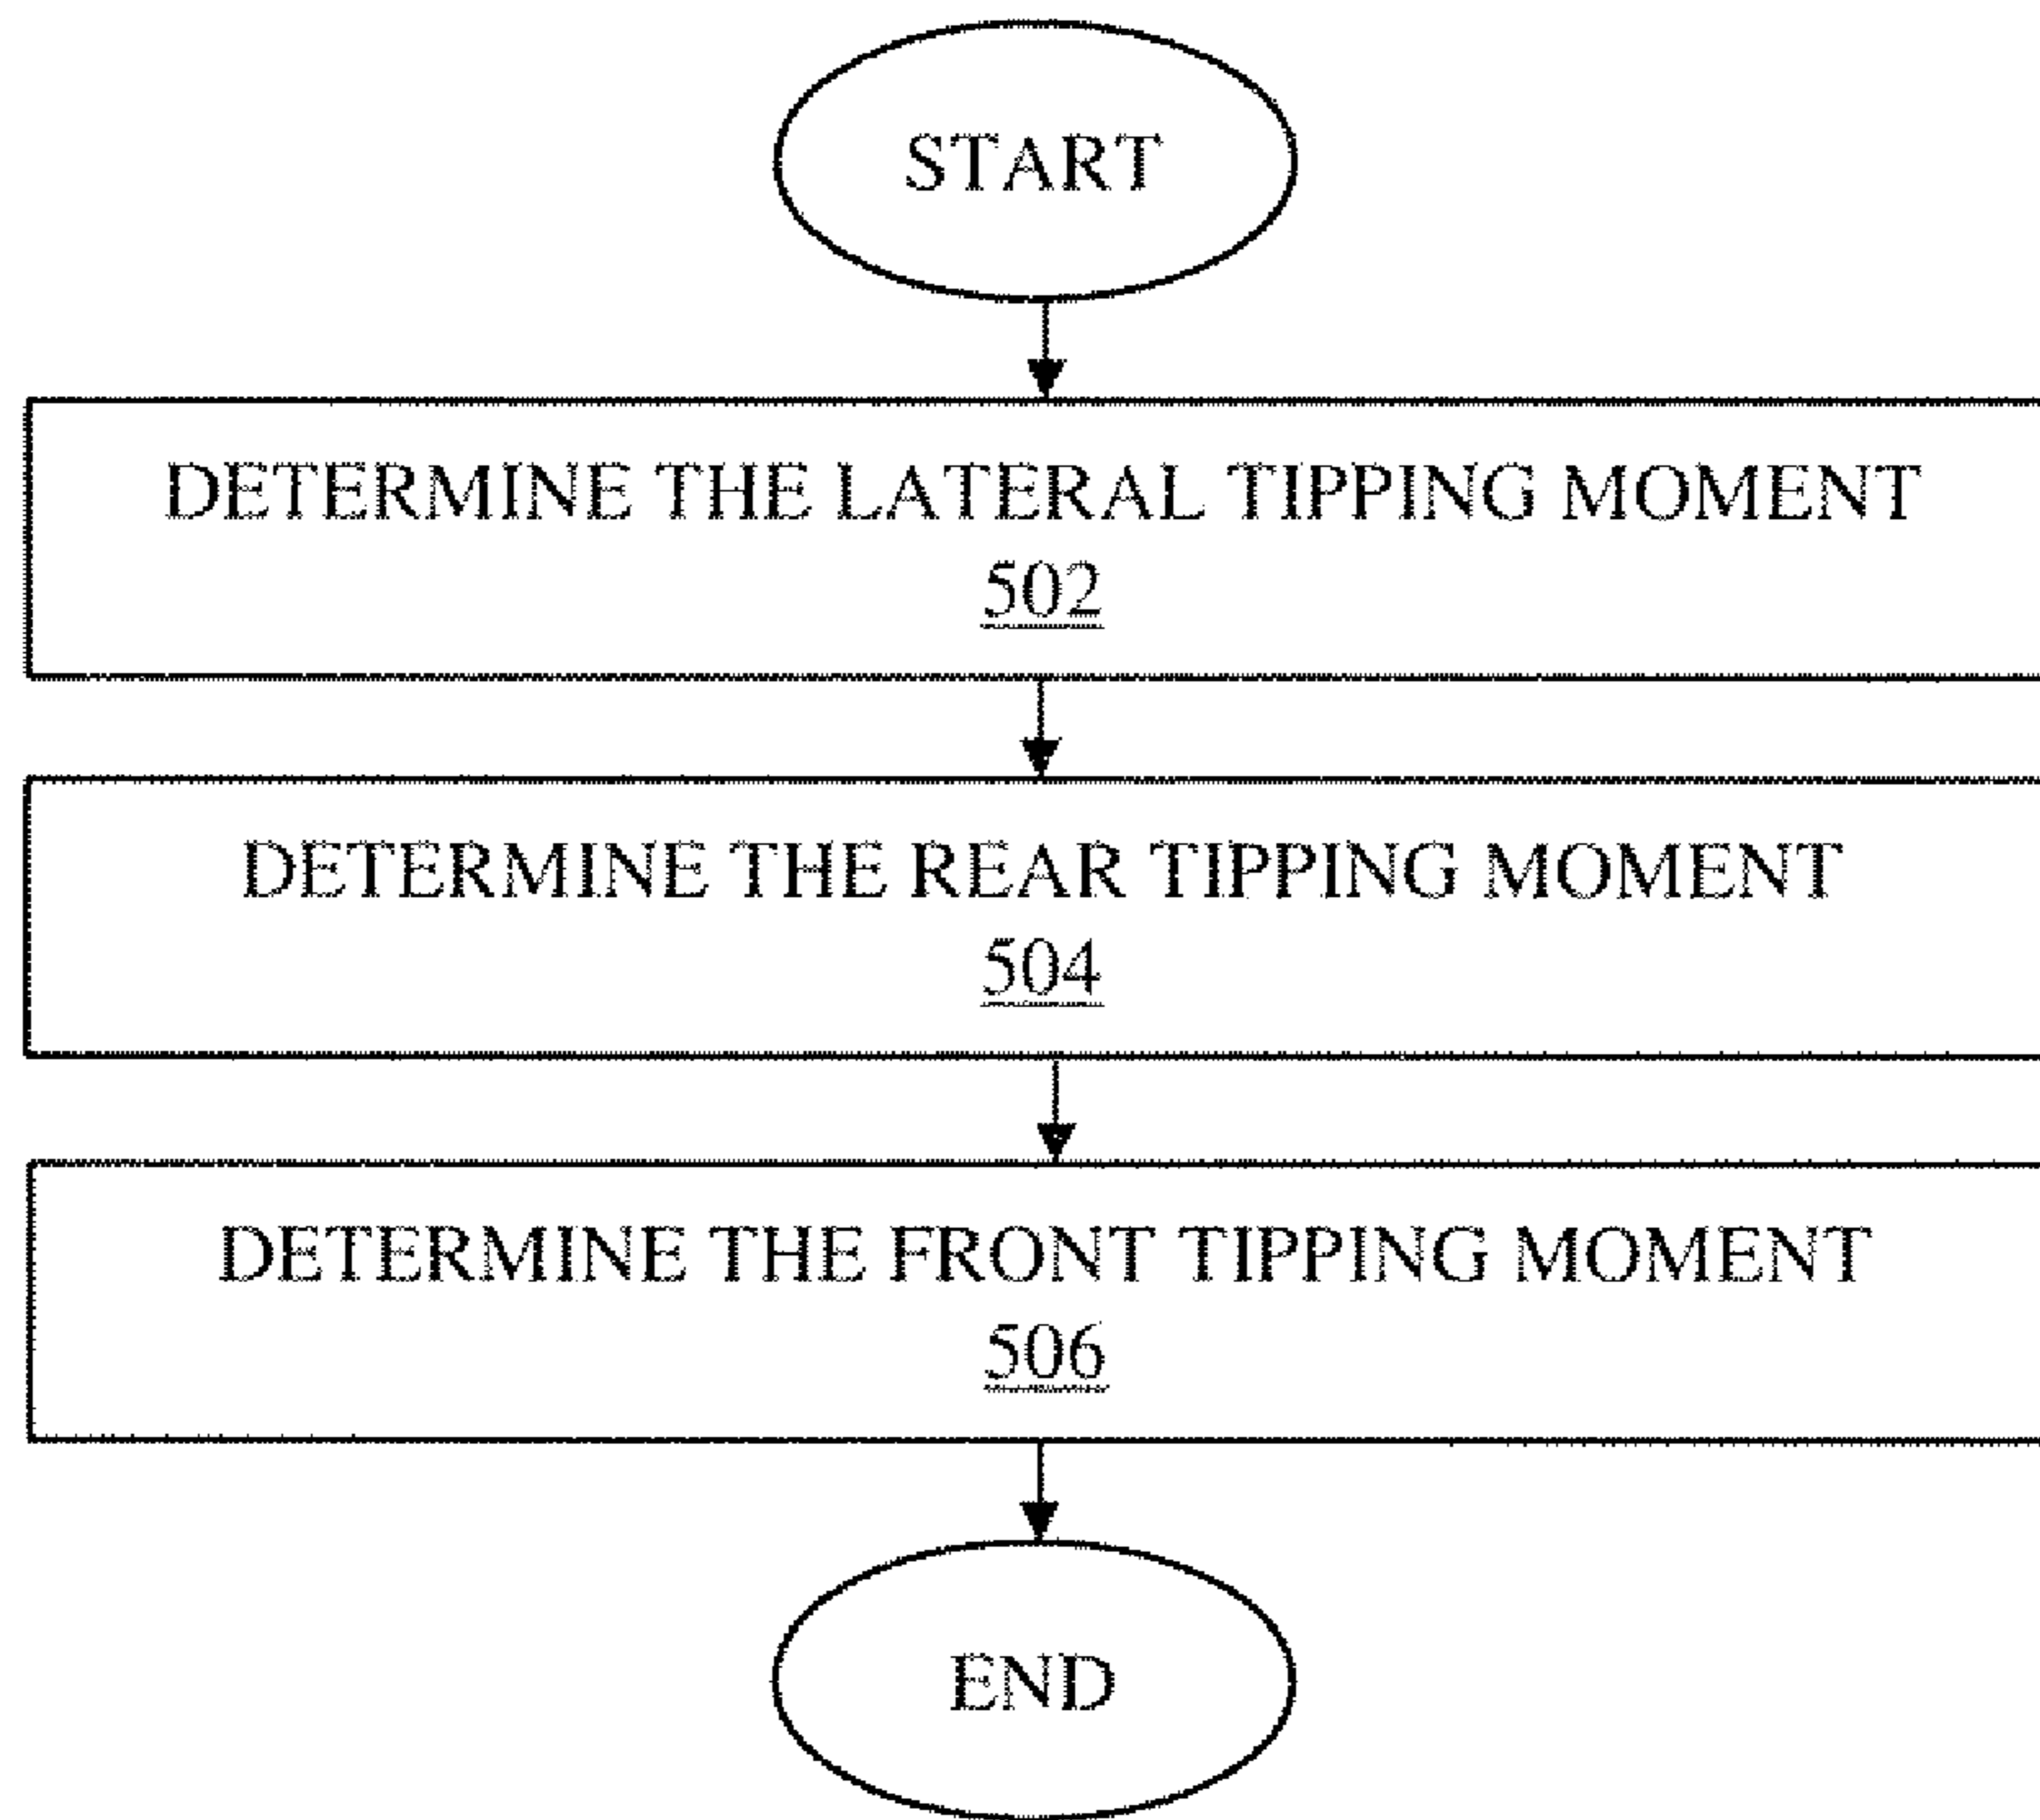 START
DETERMINE THE LATERAL TIPPING MOMENT
502
DETERMINE THE REAR TIPPING MOMENT
504
DETERMINE THE FRONT TIPPING MOMENT
506
END